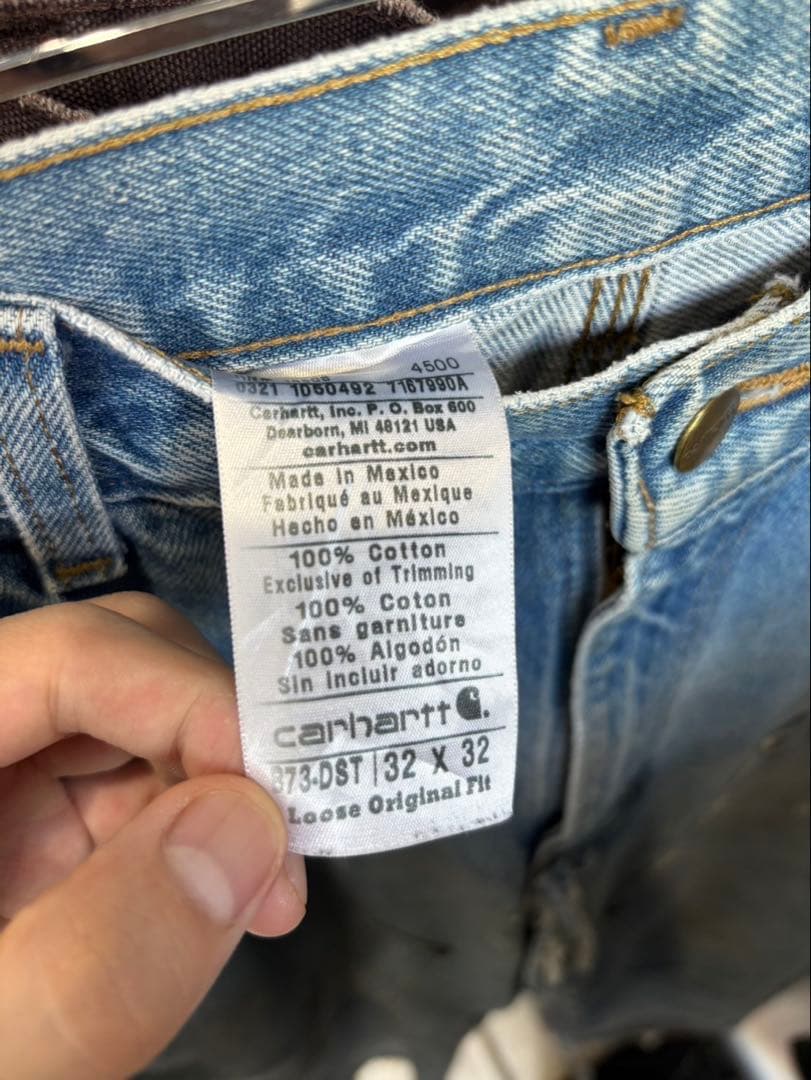 4500
0321 1D60492 7167990A
Carhartt, Inc. P. O. Box 600
Dearborn, MI 48121 USA
carhartt.com
Made in Mexico
Fabriqué au Mexique
Hecho en México
100% Cotton
Exclusive of Trimming
100% Coton
Sans garniture
100% Algodón
Sin incluir adorno
carhartt
373-DST | 32 X 32
Loose Original Fit